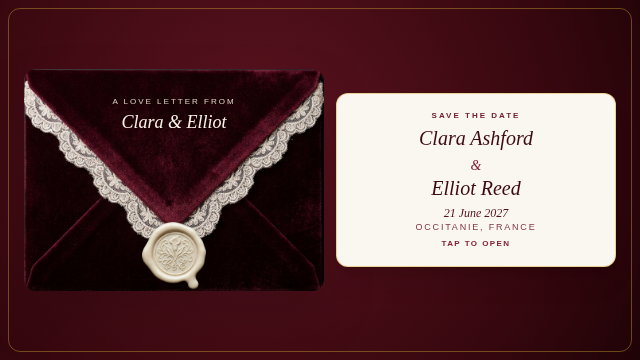 A LOVE LETTER FROM
Clara & Elliot
SAVE THE DATE
Clara Ashford
&
Elliot Reed
21 June 2027
OCCITANIE, FRANCE
TAP TO OPEN